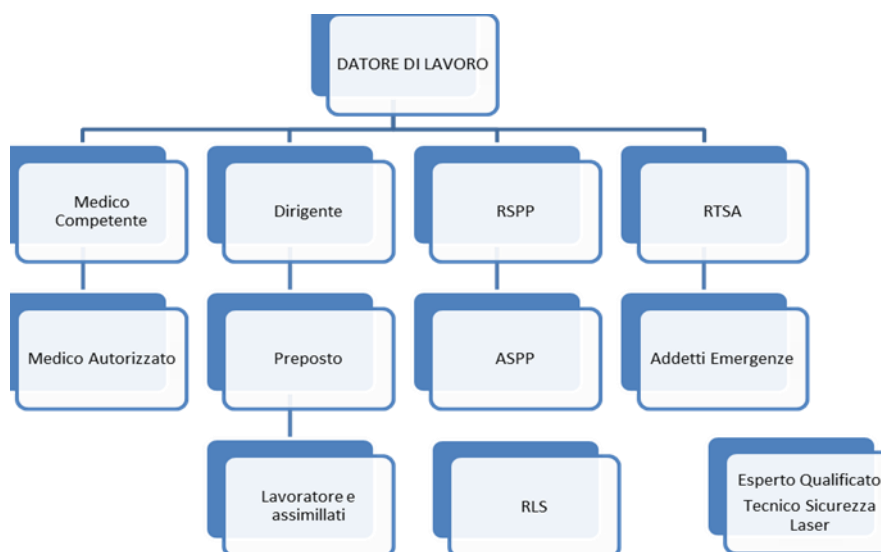 DATORE DI LAVORO
Medico
Competente
Dirigente
RSPP
RTSA
Medico Autorizzato
Preposto
ASPP
Addetti Emergenze
Lavoratore e
assimillati
RLS
Esperto Qualificato
Tecnico Sicurezza
Laser